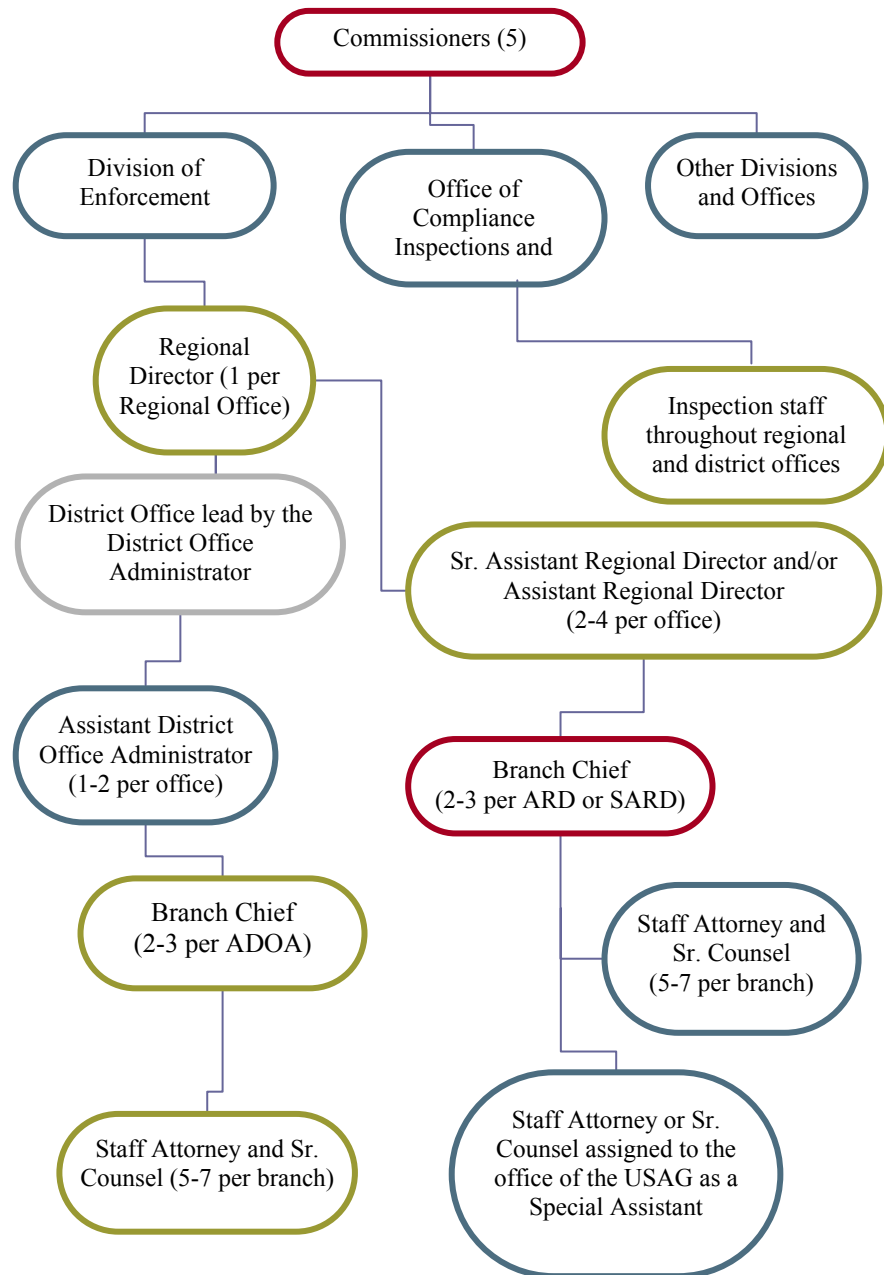 Commissioners (5)
Division of
Enforcement
Office of
Compliance
Inspections and
Other Divisions
and Offices
Regional
Director (1 per
Regional Office)
Inspection staff
throughout regional
and district offices
District Office lead by the
District Office
Administrator
Sr. Assistant Regional Director and/or
Assistant Regional Director
(2-4 per office)
Assistant District
Office Administrator
(1-2 per office)
Branch Chief
(2-3 per ARD or SARD)
Branch Chief
(2-3 per ADOA)
Staff Attorney and
Sr. Counsel
(5-7 per branch)
Staff Attorney and Sr.
Counsel (5-7 per branch)
Staff Attorney or Sr.
Counsel assigned to the
office of the USAG as a
Special Assistant